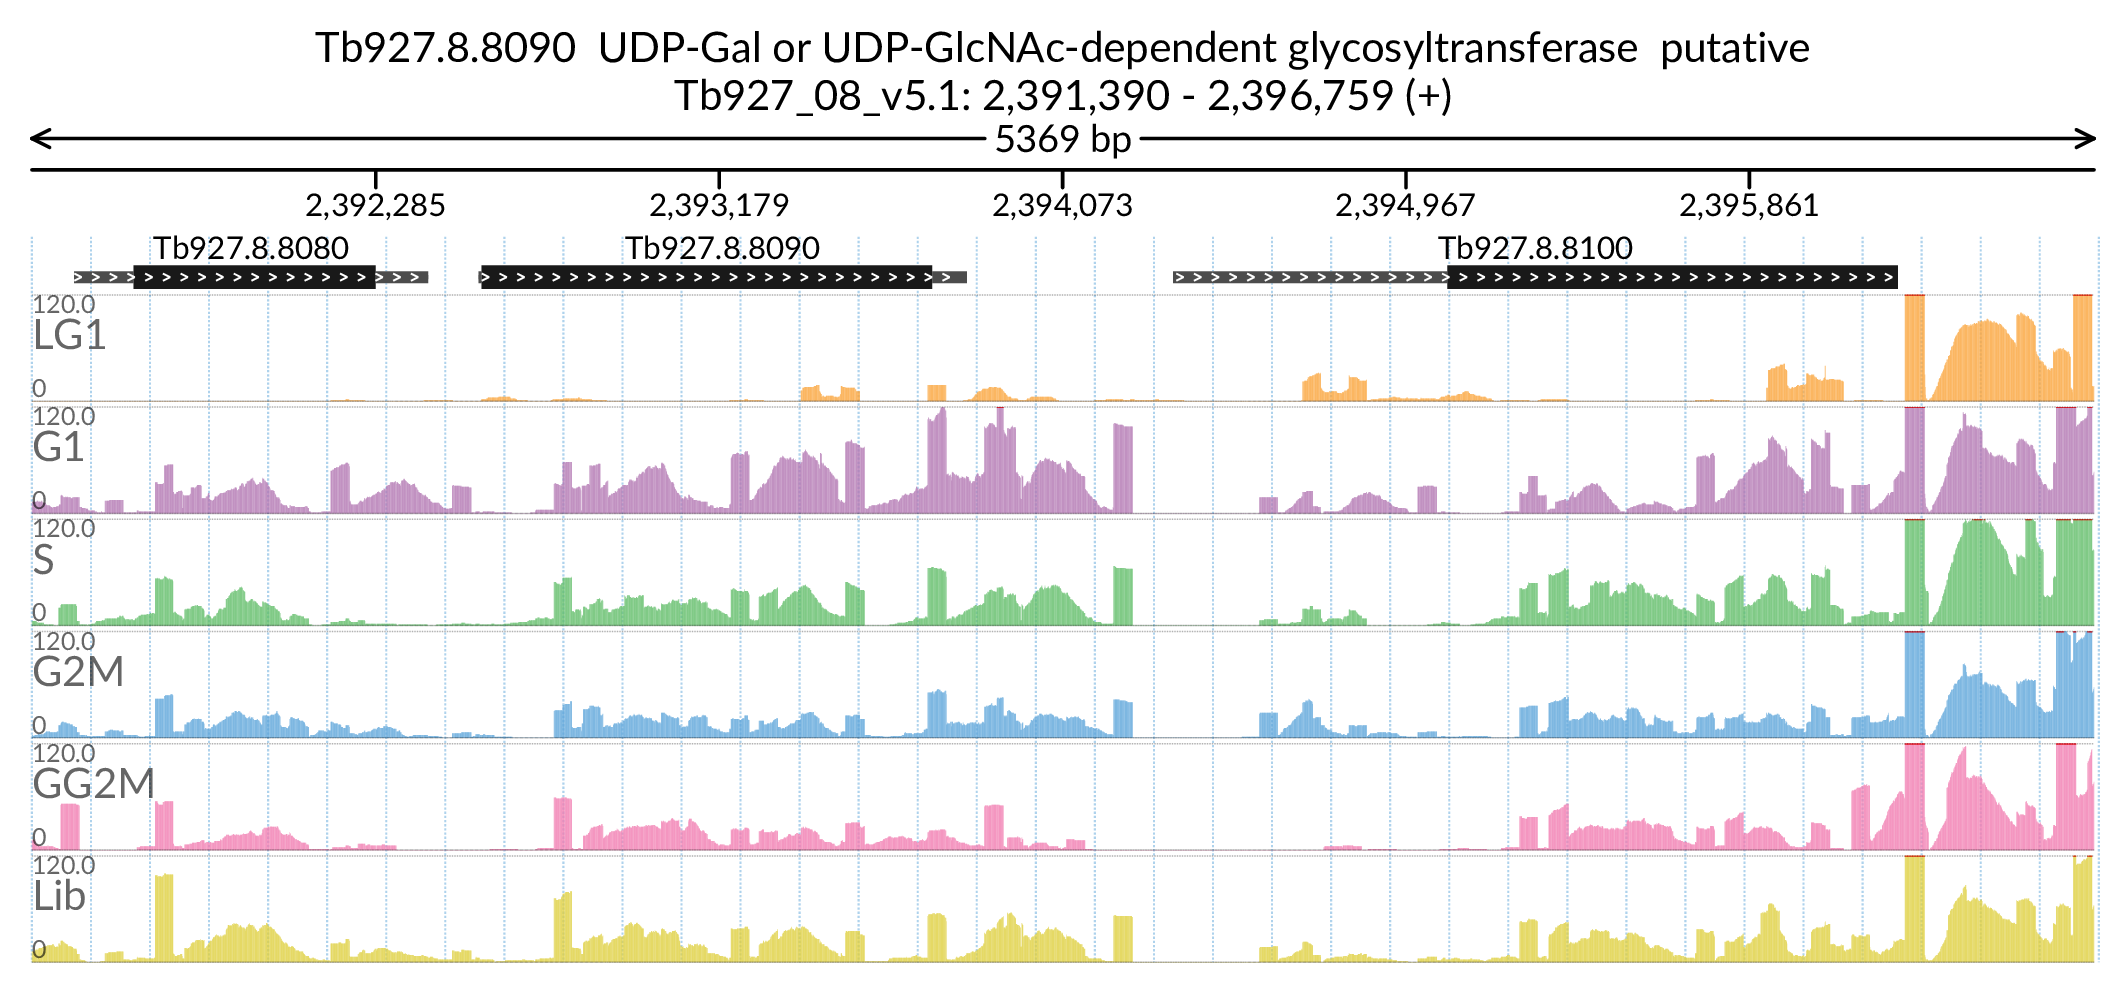 Tb927.8.8090 UDP-Gal or UDP-GlcNAc-dependent glycosyltransferase putative
Tb927_08_v5.1: 2,391,390 - 2,396,759 (+)
5369 bp
2,392,285 2,393,179 2,394,073 2,394,967 2,395,861
Tb927.8.8080 Tb927.8.8090 Tb927.8.8100
120.0
LG1
0
120.0
G1
0
120.0
S
0
120.0
G2M
0
120.0
GG2M
0
120.0
Lib
0